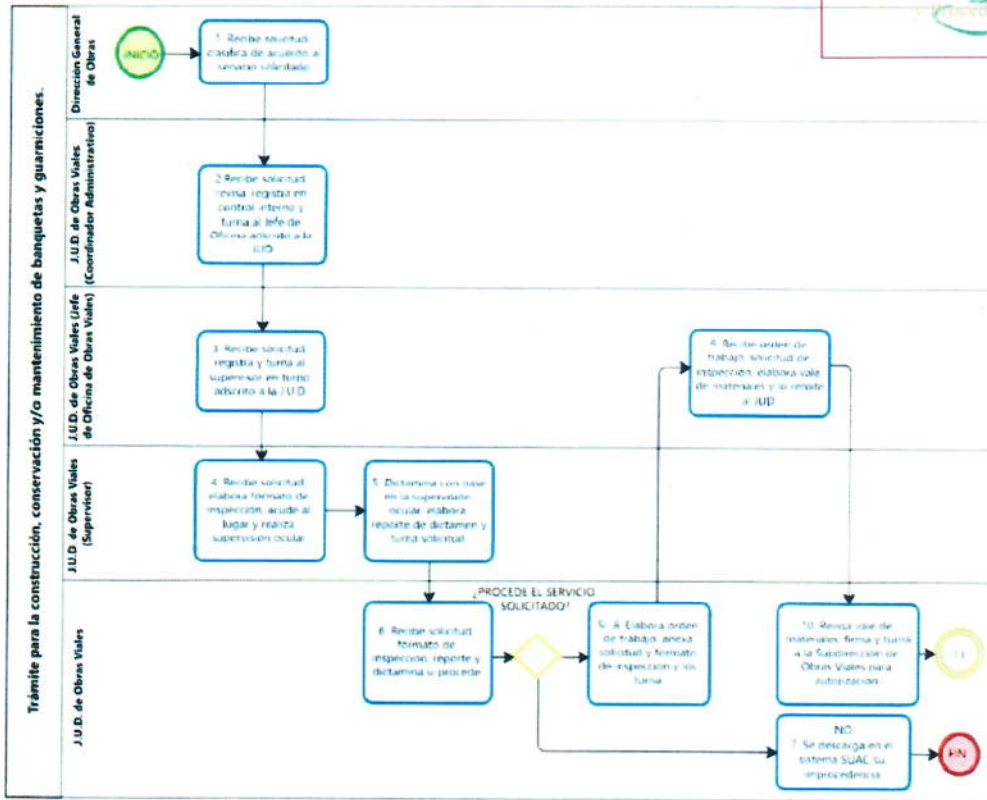 y Proced
Trámite para la construcción, conservación y/o mantenimiento de banquetas y guarniciones.
Dirección General
de Obras
INICIO
1. Recibe solicitud
clasifica de acuerdo al
servicio solicitado
J.U.D. de Obras Viales
(Coordinador Administrativo)
2 Recibe solicitud,
revisa, registra en
control interno y
turna al Jefe de
Oficina adscrito a la
JUD
J.U.D. de Obras Viales (Jefe
de Oficina de Obras Viales)
3. Recibe solicitud,
registra y turna al
supervisor en turno
adscrito a la J.U.D
9. Recibe orden de
trabajo, solicitud de
inspección, elabora vale
de materiales y lo remite
al JUD
J.U.D. de Obras Viales
(Supervisor)
4. Recibe solicitud,
elabora formato de
inspección, acude al
lugar y realiza
supervisión ocular
5. Dictamina con base
en la supervisión
ocular, elabora
reporte de dictamen y
turna solicitud
J.U.D. de Obras Viales
6. Recibe solicitud,
formato de
inspección, reporte y
dictamina si procede
¿PROCEDE EL SERVICIO
SOLICITADO?
8. Elabora orden
de trabajo, anexa
solicitud y formato
de inspección y los
turna
10. Revisa vale de
materiales, firma y turna
a la Subdirección de
Obras Viales para
autorización
11
NO
7. Se descarga en el
sistema SUAC su
improcedencia
FIN